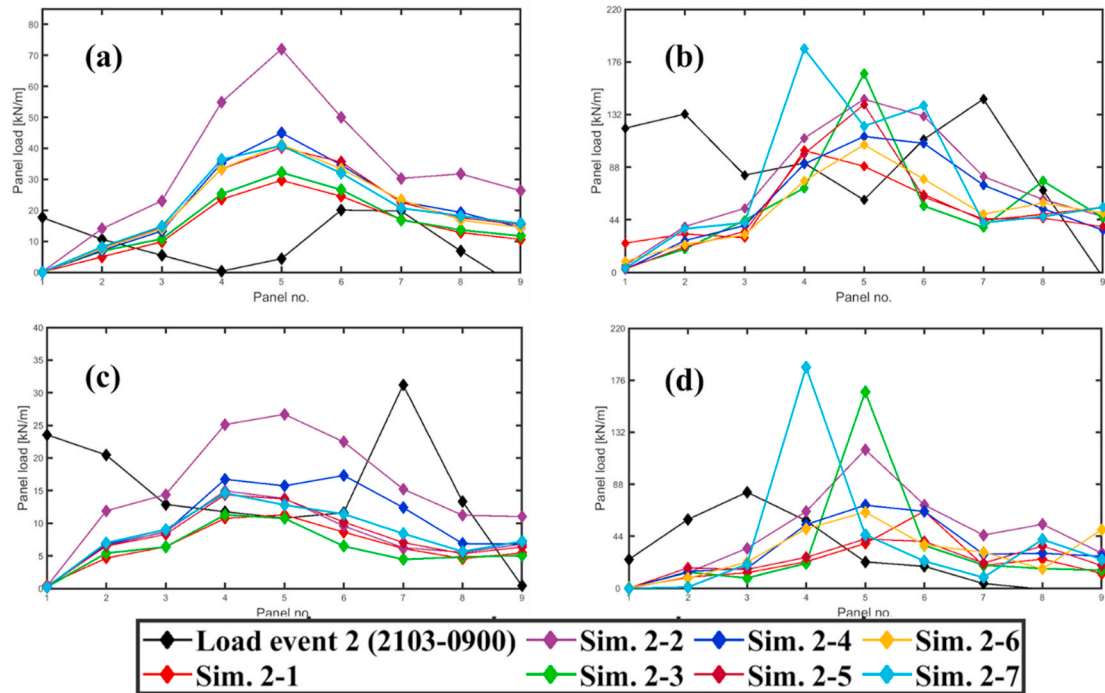 (a)
Panel load [kN/m]
80
70
60
50
40
30
20
10
0
1 2 3 4 5 6 7 8 9
Panel no.
(b)
Panel load [kN/m]
220
176
132
88
44
0
1 2 3 4 5 6 7 8 9
Panel no.
(c)
Panel load [kN/m]
40
35
30
25
20
15
10
5
0
1 2 3 4 5 6 7 8 9
Panel no.
(d)
Panel load [kN/m]
220
176
132
88
44
0
1 2 3 4 5 6 7 8 9
Panel no.
Load event 2 (2103-0900) Sim. 2-2 Sim. 2-4 Sim. 2-6
Sim. 2-1 Sim. 2-3 Sim. 2-5 Sim. 2-7